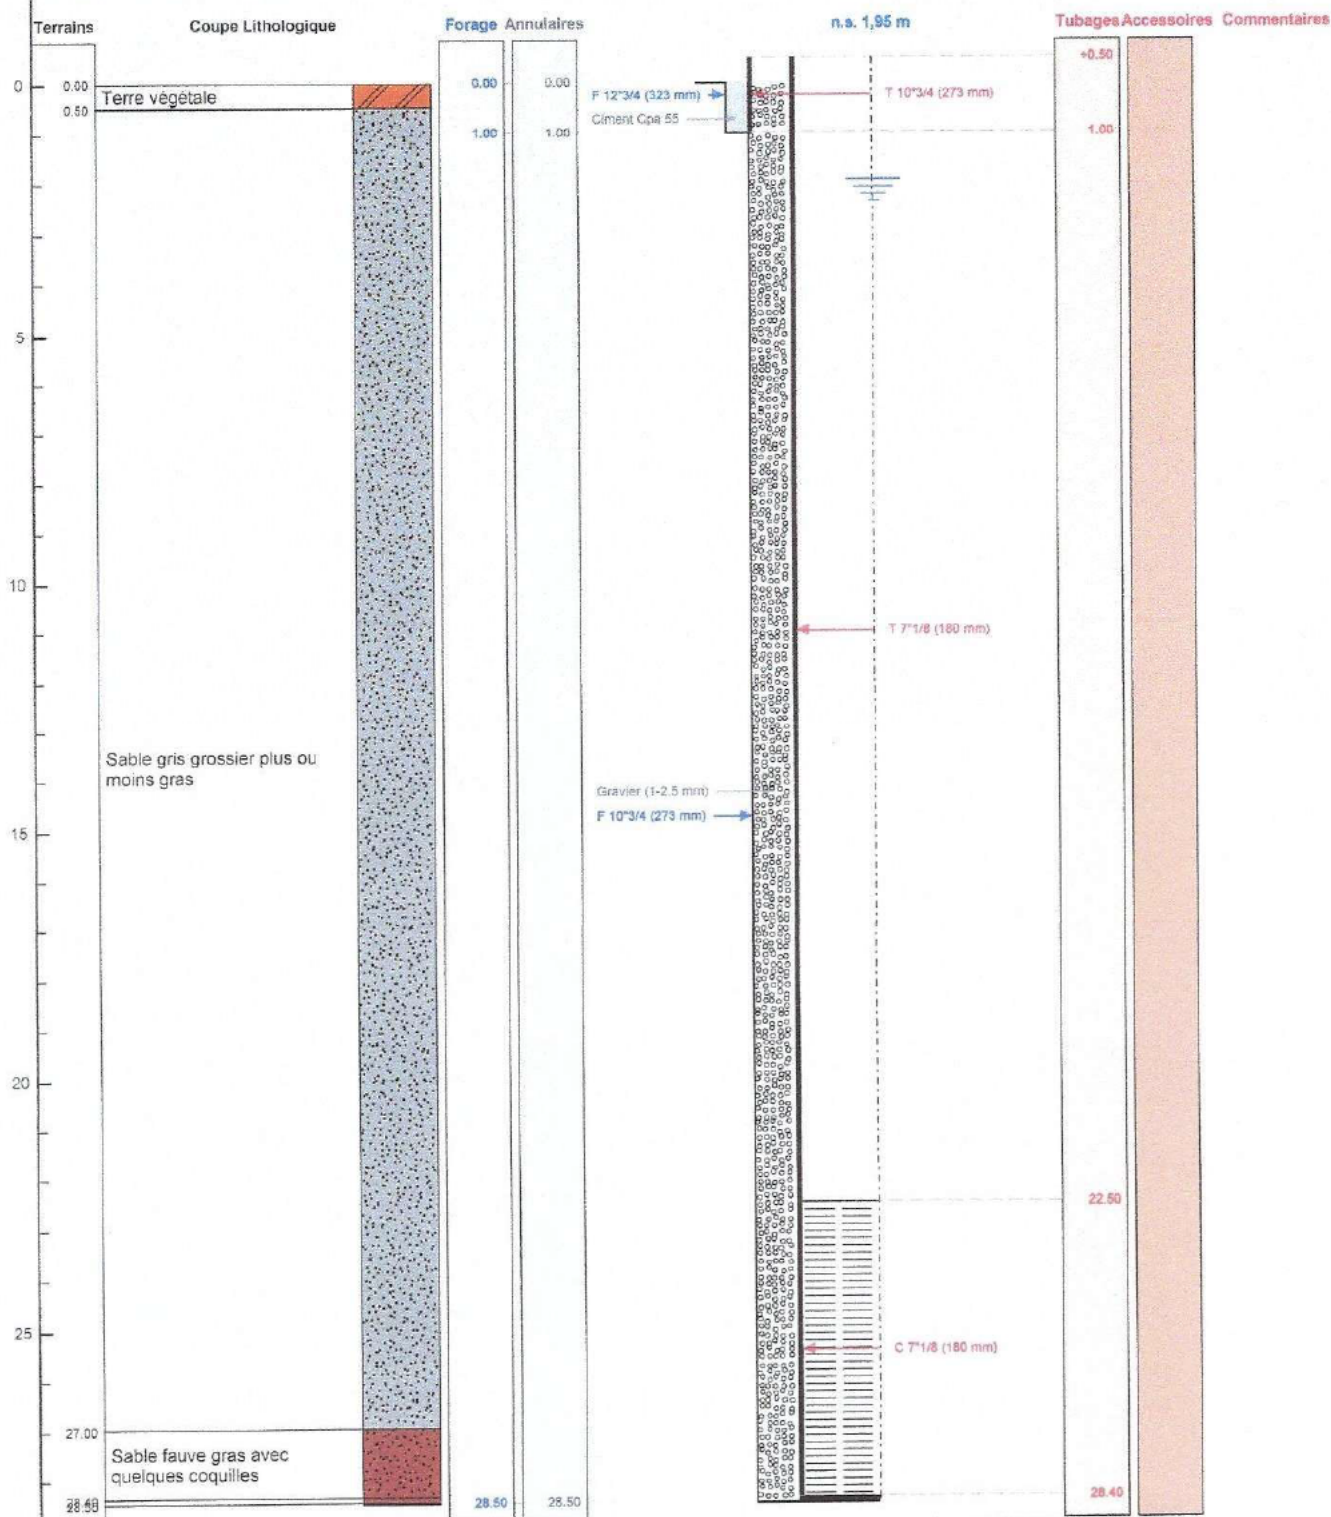 Terrains Coupe Lithologique Forage Annulaires n.s. 1,95 m Tubages Accessoires Commentaires
+0.50
0 0.00 Terre végétale 0.00 0.00
F 12"3/4 (323 mm) T 10"3/4 (273 mm)
0.50
Ciment Cpa 55
1.00 1.00 1.00
5
10
T 7"1/8 (180 mm)
Sable gris grossier plus ou
moins gras
Gravier (1-2.5 mm)
F 10"3/4 (273 mm)
15
20
22.50
25
C 7"1/8 (180 mm)
27.00
Sable fauve gras avec
quelques coquilles
28.40
28.50 28.50 28.50
28.40